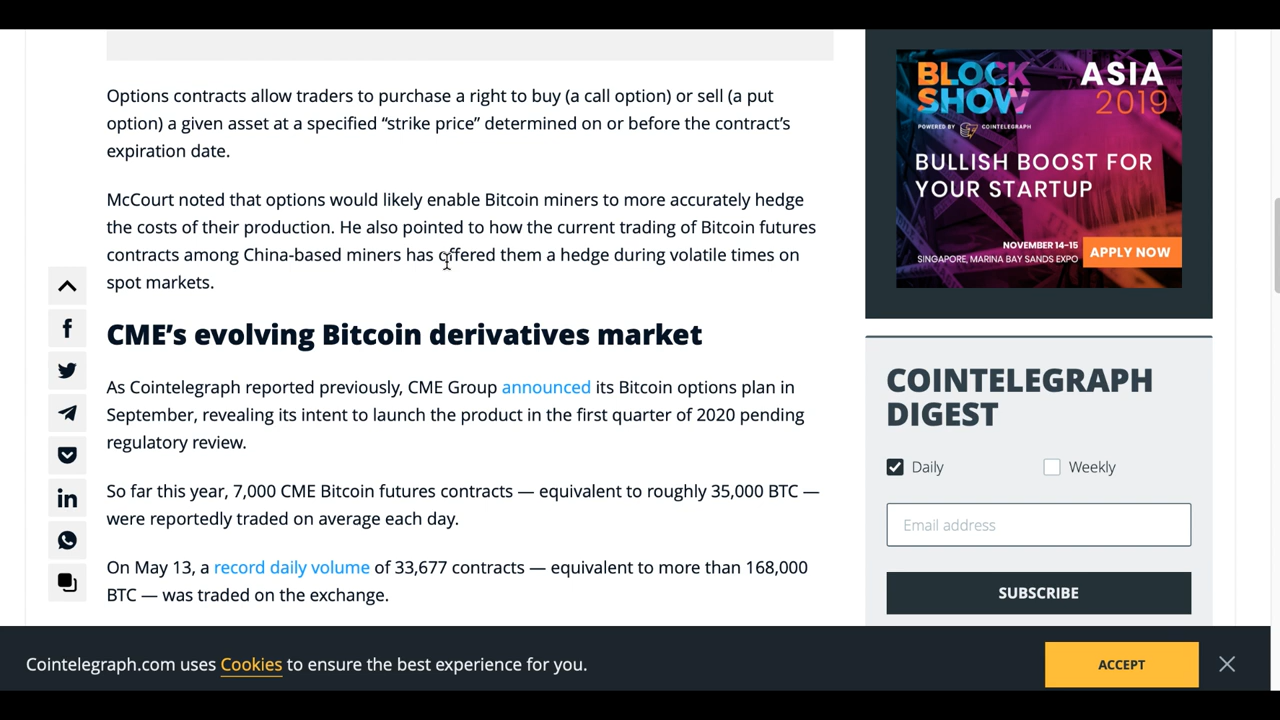 Options contracts allow traders to purchase a right to buy (a call option) or sell (a put
option) a given asset at a specified “strike price” determined on or before the contract’s
expiration date.
McCourt noted that options would likely enable Bitcoin miners to more accurately hedge
the costs of their production. He also pointed to how the current trading of Bitcoin futures
contracts among China-based miners has offered them a hedge during volatile times on
spot markets.
CME’s evolving Bitcoin derivatives market
As Cointelegraph reported previously, CME Group announced its Bitcoin options plan in
September, revealing its intent to launch the product in the first quarter of 2020 pending
regulatory review.
So far this year, 7,000 CME Bitcoin futures contracts — equivalent to roughly 35,000 BTC —
were reportedly traded on average each day.
On May 13, a record daily volume of 33,677 contracts — equivalent to more than 168,000
BTC — was traded on the exchange.
BLOCK
SHOW
ASIA
2019
POWERED BY COINTELEGRAPH
BULLISH BOOST FOR
YOUR STARTUP
NOVEMBER 14-15
SINGAPORE, MARINA BAY SANDS EXPO
APPLY NOW
COINTELEGRAPH
DIGEST
Daily
Weekly
Email address
SUBSCRIBE
Cointelegraph.com uses Cookies to ensure the best experience for you.
ACCEPT